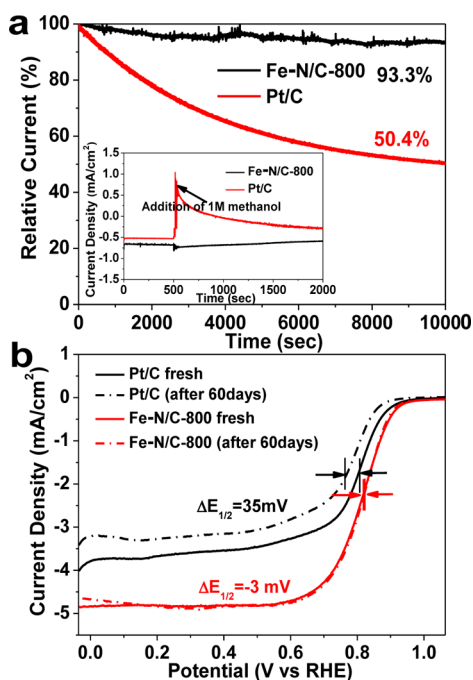 a
100
80
60
40
20
0
Relative Current (%)
Fe-N/C-800 93.3%
Pt/C
50.4%
Current Density (mA/cm²)
1.5
1.0
0.5
0.0
-0.5
-1.0
-1.5
Fe-N/C-800
Pt/C
Addition of 1M methanol
0 500 1000 1500 2000
Time (sec)
0 2000 4000 6000 8000 10000
Time (sec)
b
1
0
-1
-2
-3
-4
-5
-6
Current Density (mA/cm²)
Pt/C fresh
Pt/C (after 60days)
Fe-N/C-800 fresh
Fe-N/C-800 (after 60days)
ΔE1/2=35mV
ΔE1/2=-3 mV
0.0 0.2 0.4 0.6 0.8 1.0
Potential (V vs RHE)